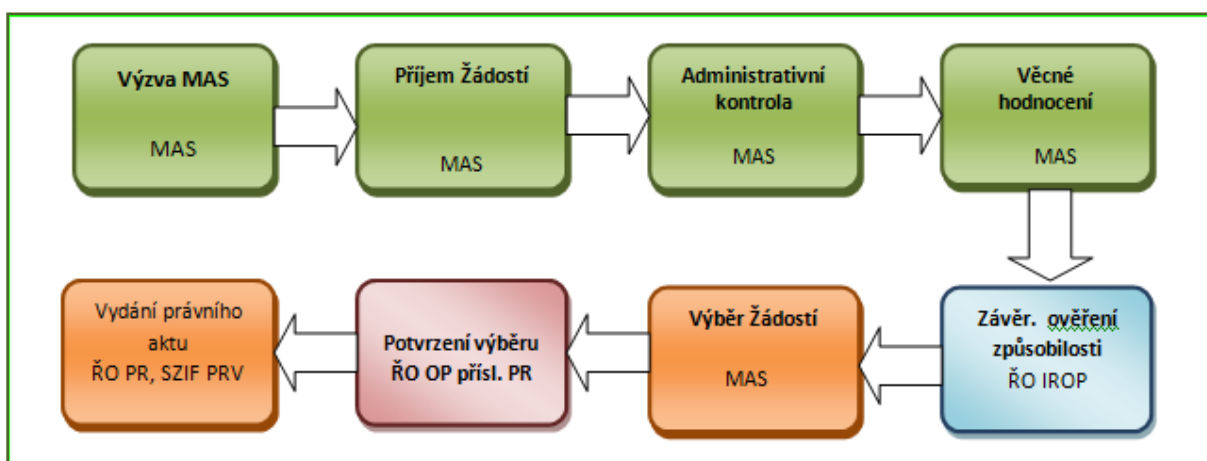 Výzva MAS
MAS
Příjem Žádostí
MAS
Administrativní
kontrola
MAS
Věcné
hodnocení
MAS
Závěr. ověření
způsobilosti
ŘO IROP
Výběr Žádostí
MAS
Potvrzení výběru
ŘO OP přísl. PR
Vydání právního
aktu
ŘO PR, SZIF PRV